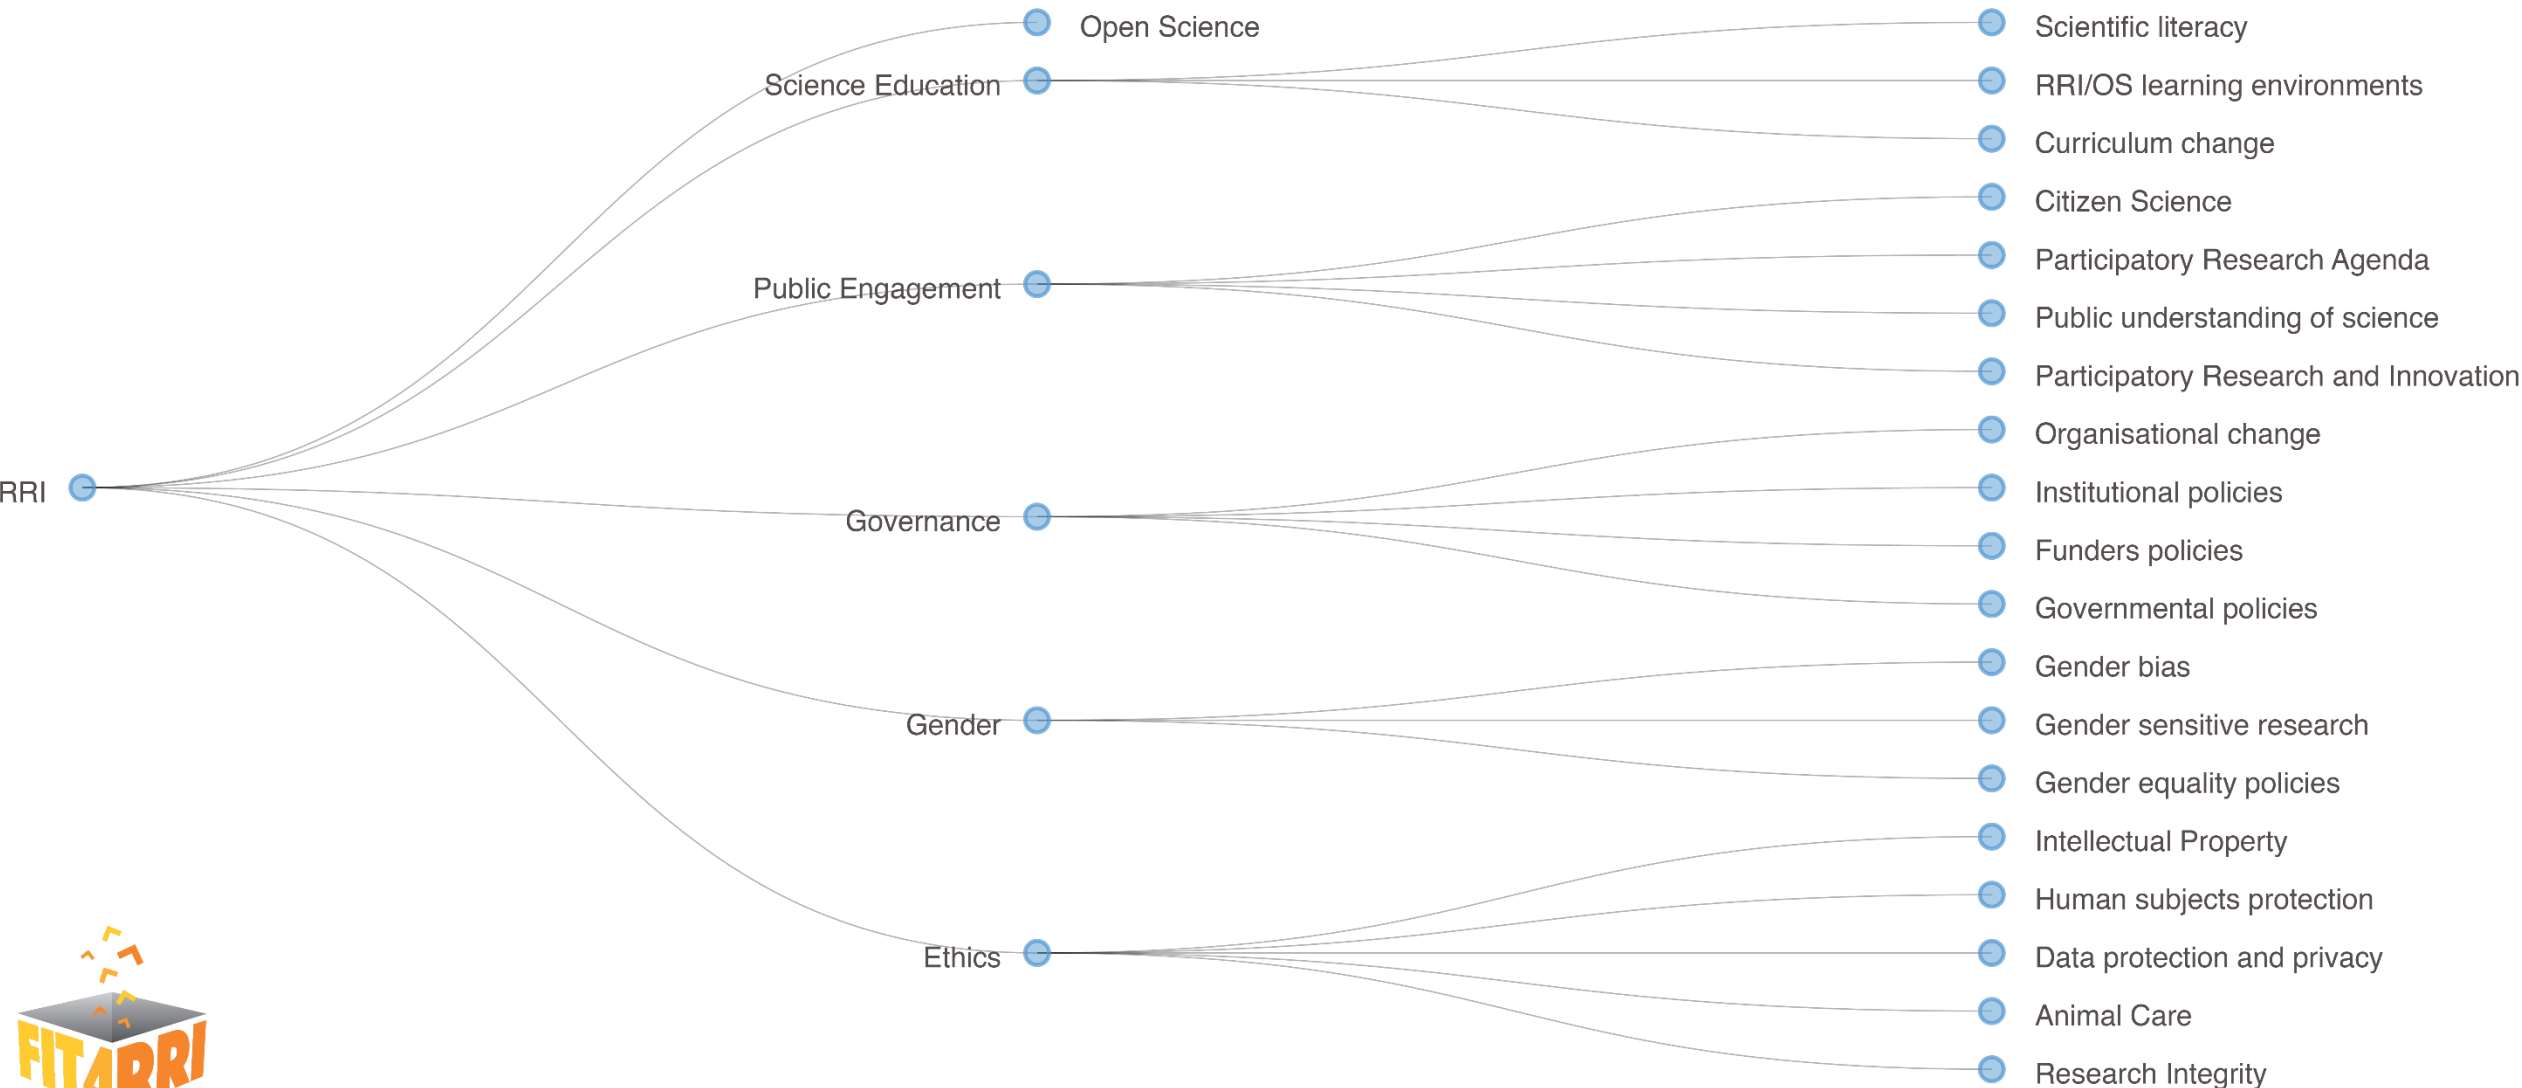 RRI
Open Science
Science Education
Public Engagement
Governance
Gender
Ethics
Scientific literacy
RRI/OS learning environments
Curriculum change
Citizen Science
Participatory Research Agenda
Public understanding of science
Participatory Research and Innovation
Organisational change
Institutional policies
Funders policies
Governmental policies
Gender bias
Gender sensitive research
Gender equality policies
Intellectual Property
Human subjects protection
Data protection and privacy
Animal Care
Research Integrity
FIT4RRI